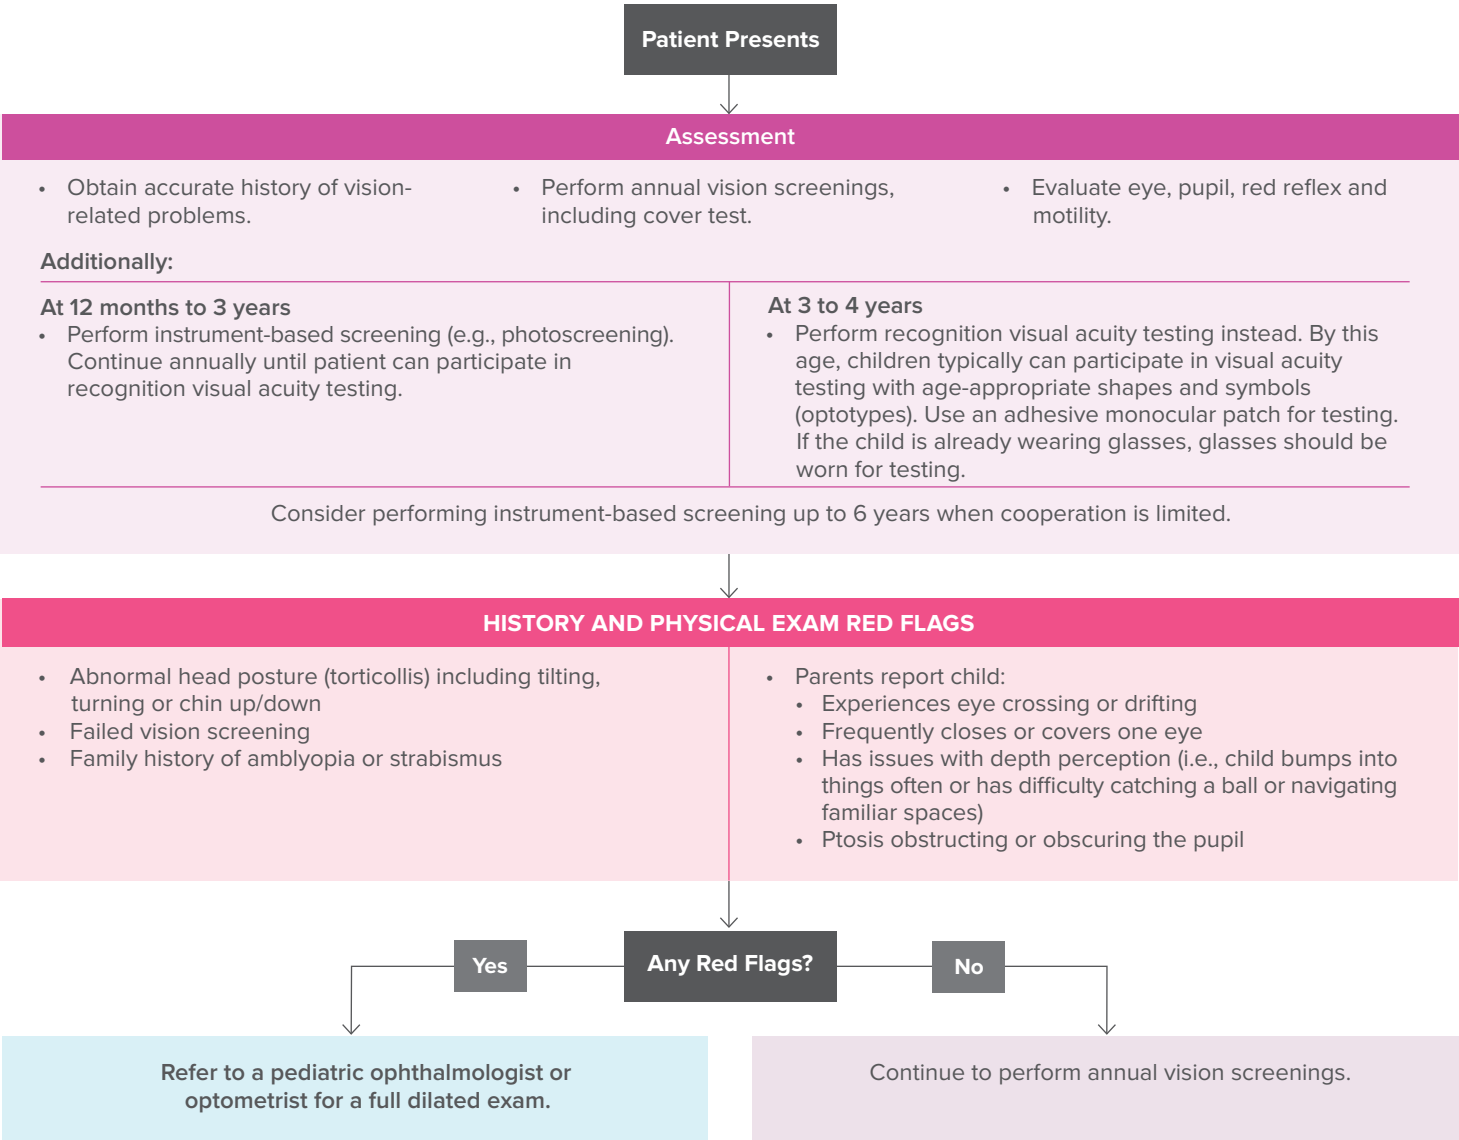 Patient Presents
Assessment
• Obtain accurate history of vision-
related problems.
• Perform annual vision screenings,
including cover test.
• Evaluate eye, pupil, red reflex and
motility.
Additionally:
At 12 months to 3 years
• Perform instrument-based screening (e.g., photoscreening).
Continue annually until patient can participate in
recognition visual acuity testing.
At 3 to 4 years
• Perform recognition visual acuity testing instead. By this
age, children typically can participate in visual acuity
testing with age-appropriate shapes and symbols
(optotypes). Use an adhesive monocular patch for testing.
If the child is already wearing glasses, glasses should be
worn for testing.
Consider performing instrument-based screening up to 6 years when cooperation is limited.
HISTORY AND PHYSICAL EXAM RED FLAGS
• Abnormal head posture (torticollis) including tilting,
turning or chin up/down
• Failed vision screening
• Family history of amblyopia or strabismus
• Parents report child:
• Experiences eye crossing or drifting
• Frequently closes or covers one eye
• Has issues with depth perception (i.e., child bumps into
things often or has difficulty catching a ball or navigating
familiar spaces)
• Ptosis obstructing or obscuring the pupil
Yes
Any Red Flags?
No
Refer to a pediatric ophthalmologist or
optometrist for a full dilated exam.
Continue to perform annual vision screenings.